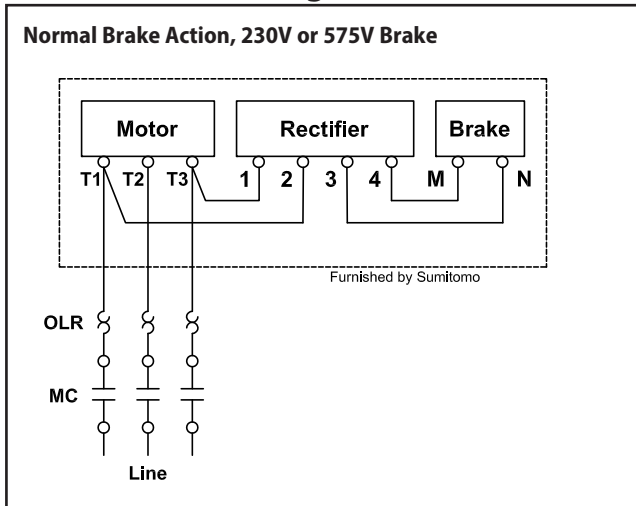 Normal Brake Action, 230V or 575V Brake
Motor Rectifier Brake
T1 T2 T3 1 2 3 4 M N
Furnished by Sumitomo
OLR
MC
Line